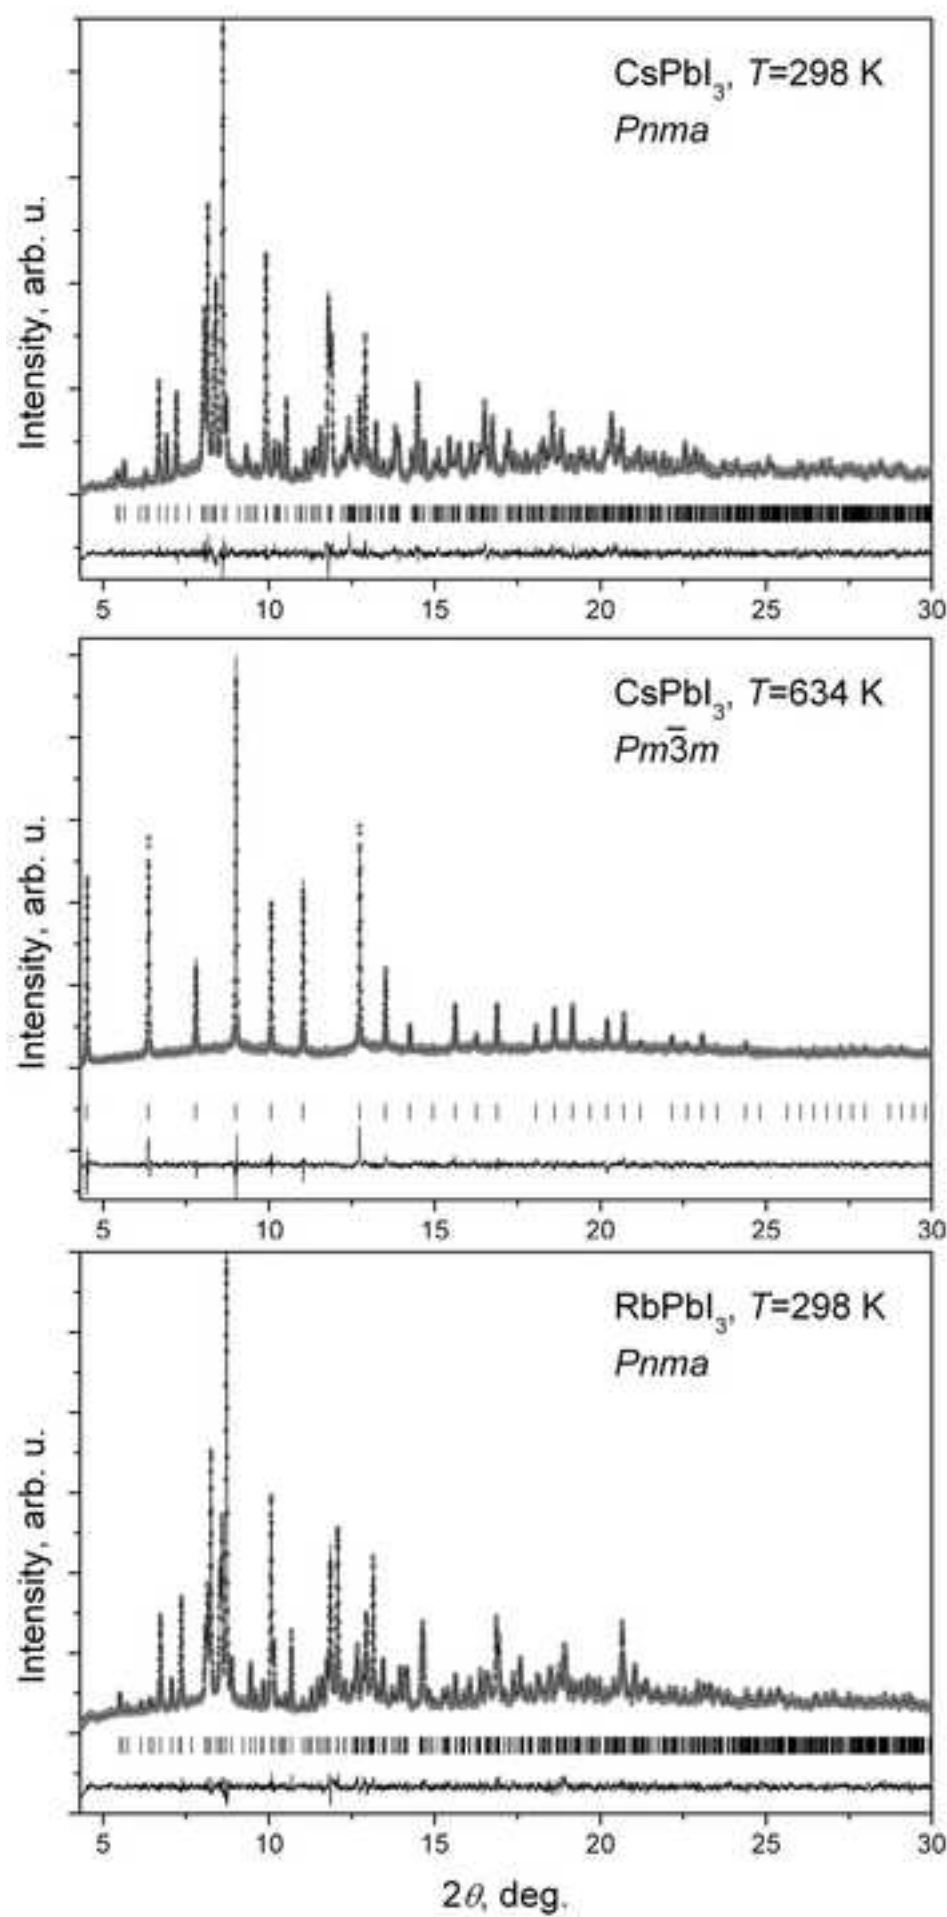 CsPbI₃, T=298 K
Pnma
Intensity, arb. u.
5 10 15 20 25 30
CsPbI₃, T=634 K
Pm3̅m
Intensity, arb. u.
5 10 15 20 25 30
RbPbI₃, T=298 K
Pnma
Intensity, arb. u.
5 10 15 20 25 30
2θ, deg.